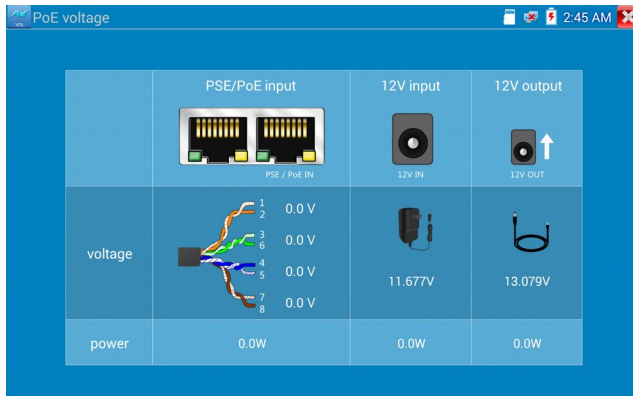 PoE VOL PoE voltage 2:45 AM
PSE/PoE input 12V input 12V output
PSE / PoE IN 12V IN 12V OUT
voltage
1
2 0.0 V
3
6 0.0 V
4
5 0.0 V
7
8 0.0 V
11.677V 13.079V
power 0.0W 0.0W 0.0W